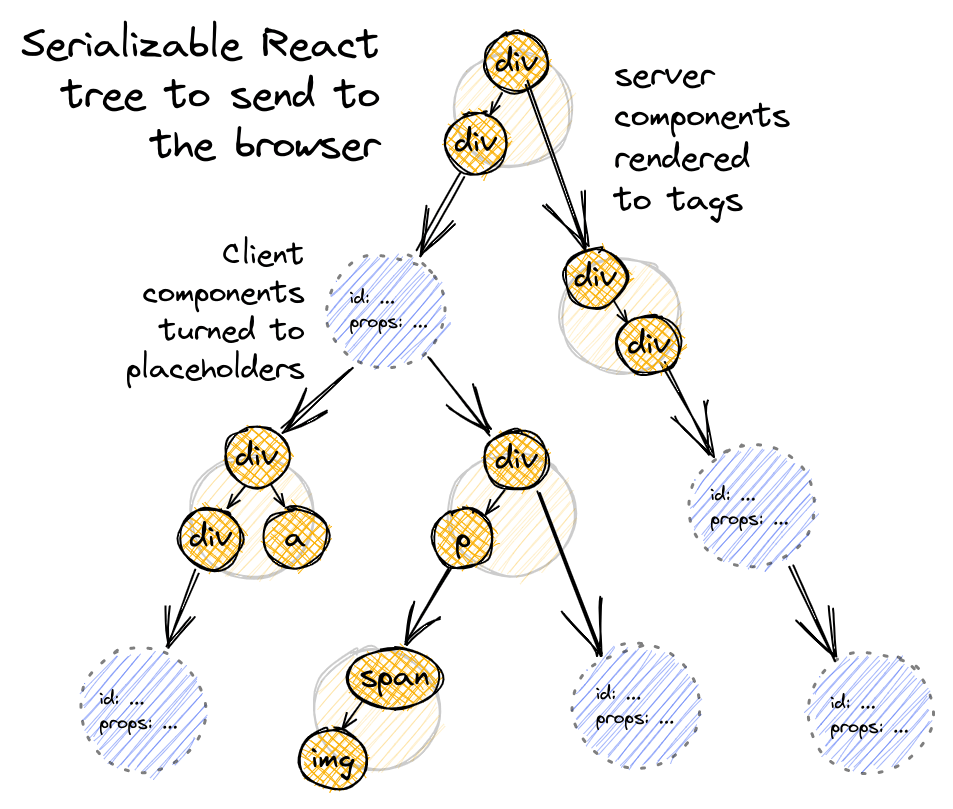 Serializable React
tree to send to
the browser
div
div
server
components
rendered
to tags
Client
components
turned to
placeholders
id: ...
props: ...
div
div
div
div
a
div
p
id: ...
props: ...
id: ...
props: ...
span
img
id: ...
props: ...
id: ...
props: ...